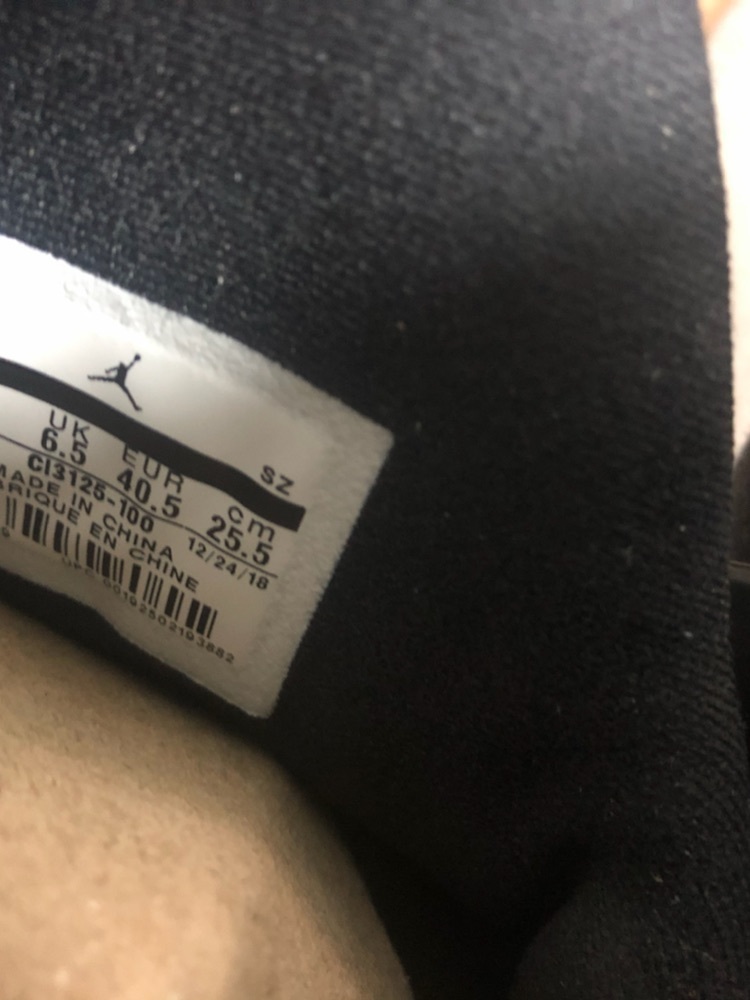 SZ
UK EUR cm
6.5 40.5 25.5
CI3125-100 12/24/18
MADE IN CHINA
EN CHINE
00192502193882